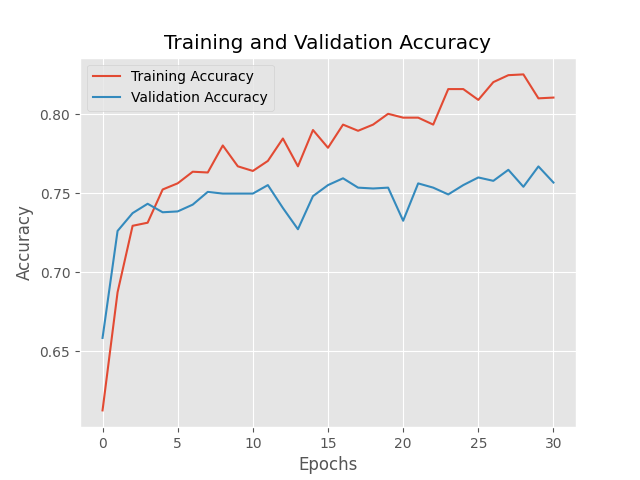 Training and Validation Accuracy
Training Accuracy
Validation Accuracy
0.80
0.75
0.70
0.65
Accuracy
0 5 10 15 20 25 30
Epochs